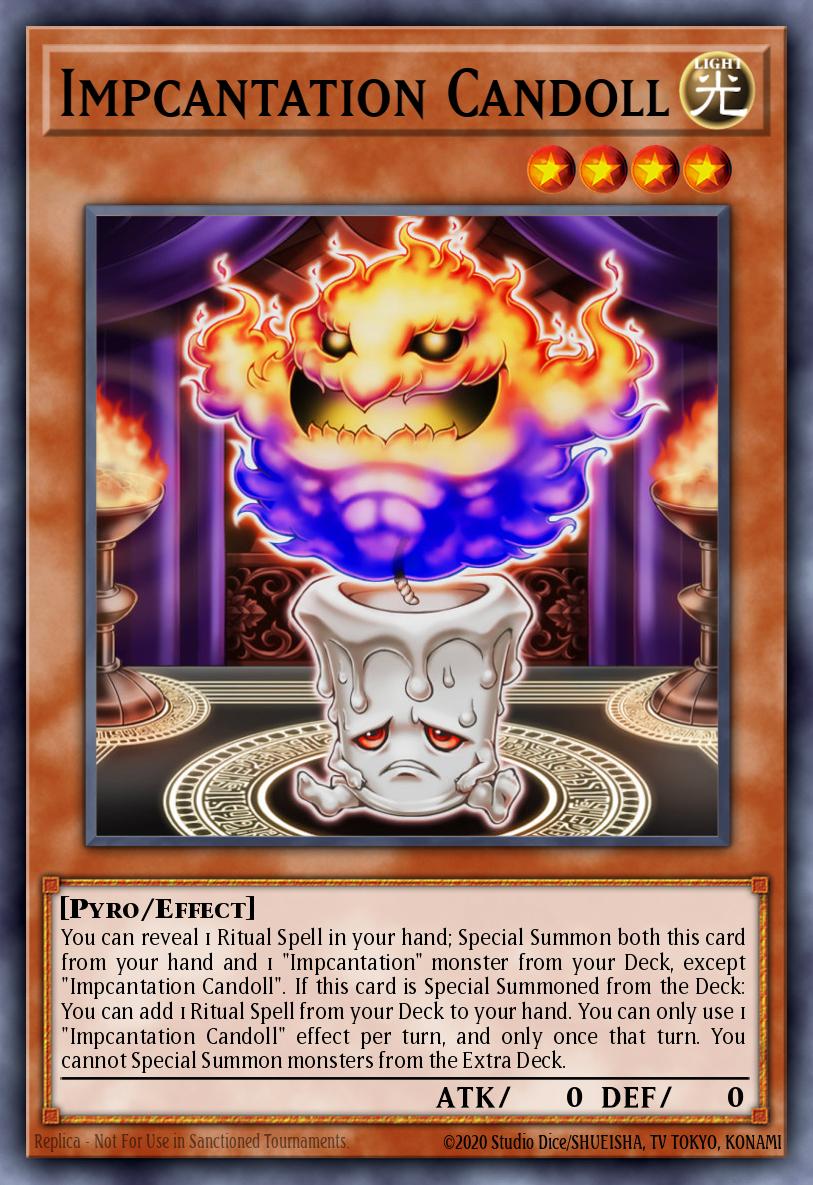 Impcantation Candoll
LIGHT
光
[Pyro/Effect]
You can reveal 1 Ritual Spell in your hand; Special Summon both this card
from your hand and 1 "Impcantation" monster from your Deck, except
"Impcantation Candoll". If this card is Special Summoned from the Deck:
You can add 1 Ritual Spell from your Deck to your hand. You can only use 1
"Impcantation Candoll" effect per turn, and only once that turn. You
cannot Special Summon monsters from the Extra Deck.
ATK/ 0 DEF/ 0
Replica - Not For Use in Sanctioned Tournaments.
©2020 Studio Dice/SHUEISHA, TV TOKYO, KONAMI